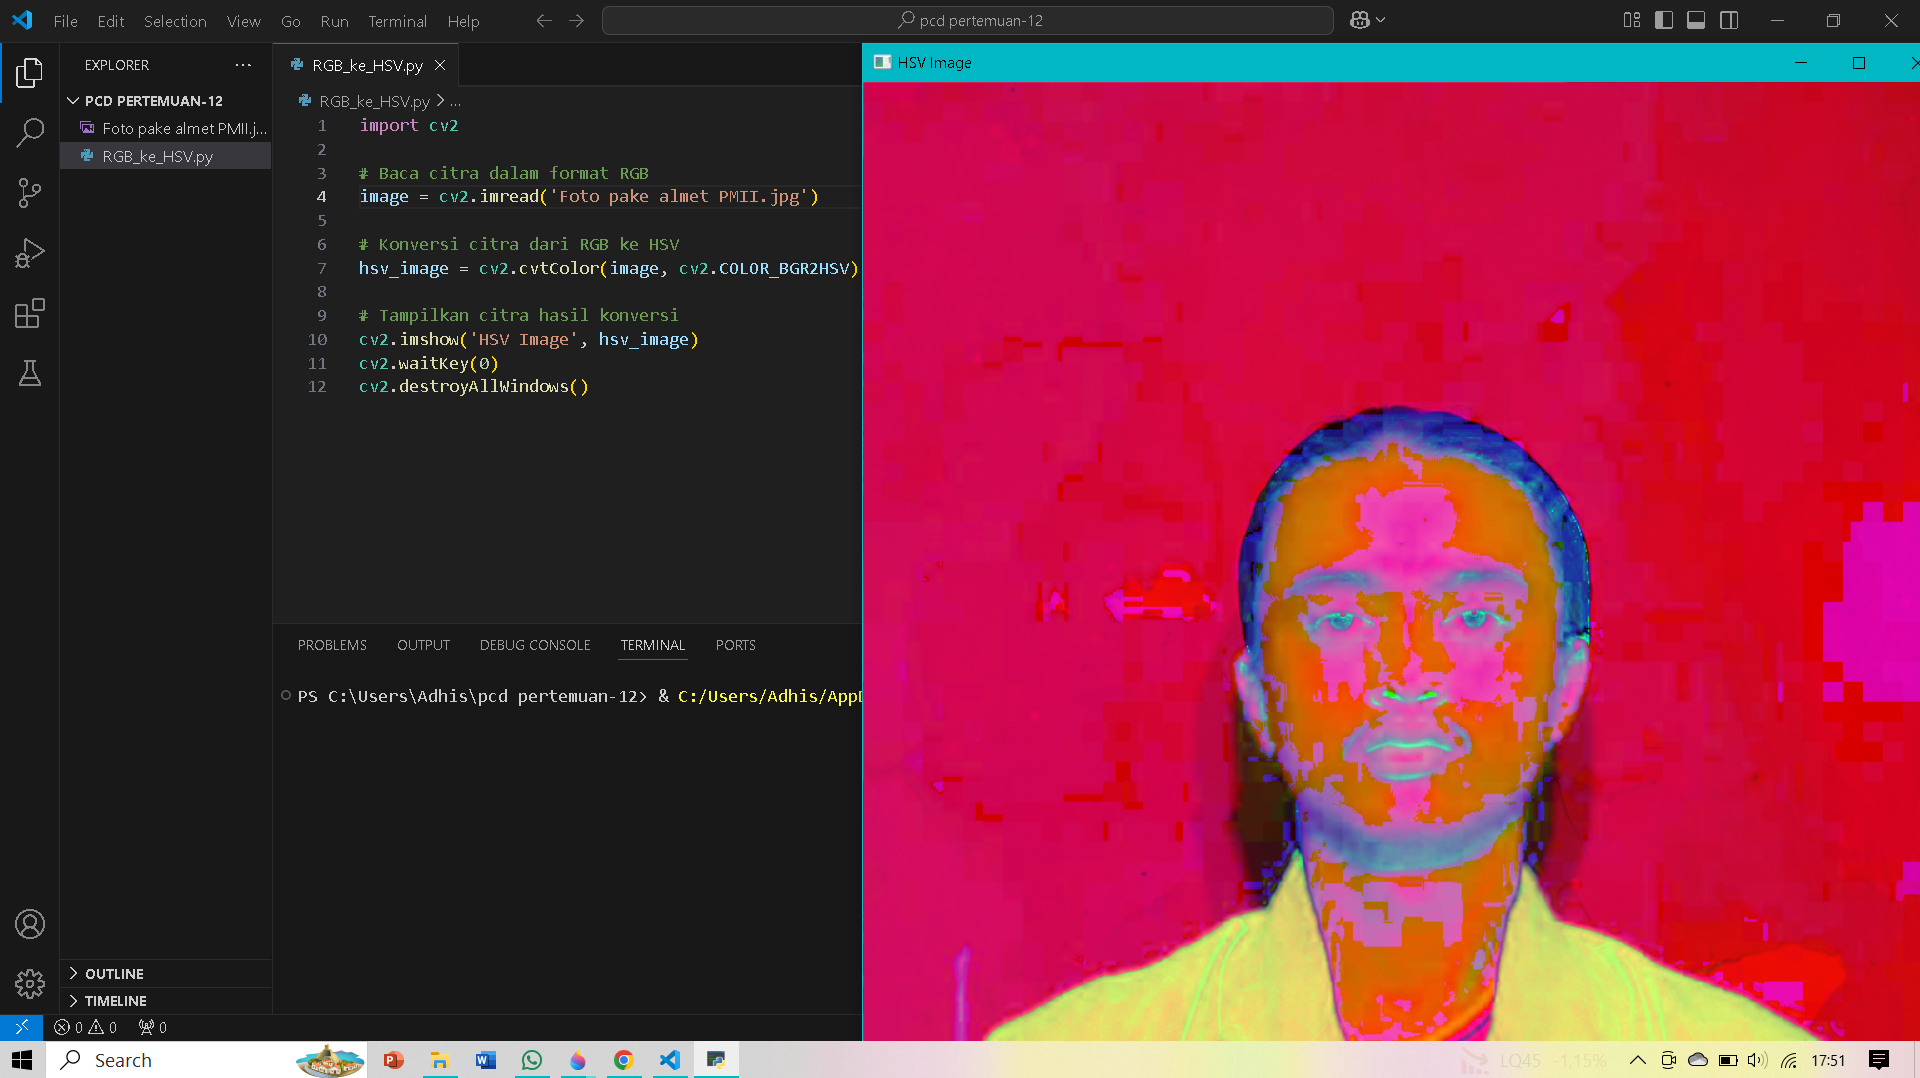 File Edit Selection View Go Run Terminal Help
pcd pertemuan-12
EXPLORER
PCD PERTEMUAN-12
Foto pake almet PMII.j...
RGB_ke_HSV.py
OUTLINE
TIMELINE
RGB_ke_HSV.py
RGB_ke_HSV.py > ...
1 import cv2
2
3 # Baca citra dalam format RGB
4 image = cv2.imread('Foto pake almet PMII.jpg')
5
6 # Konversi citra dari RGB ke HSV
7 hsv_image = cv2.cvtColor(image, cv2.COLOR_BGR2HSV)
8
9 # Tampilkan citra hasil konversi
10 cv2.imshow('HSV Image', hsv_image)
11 cv2.waitKey(0)
12 cv2.destroyAllWindows()
PROBLEMS OUTPUT DEBUG CONSOLE TERMINAL PORTS
PS C:\Users\Adhis\pcd pertemuan-12> & C:/Users/Adhis/AppD
HSV Image
0 0 0
Search
LQ45 -1,15%
17:51